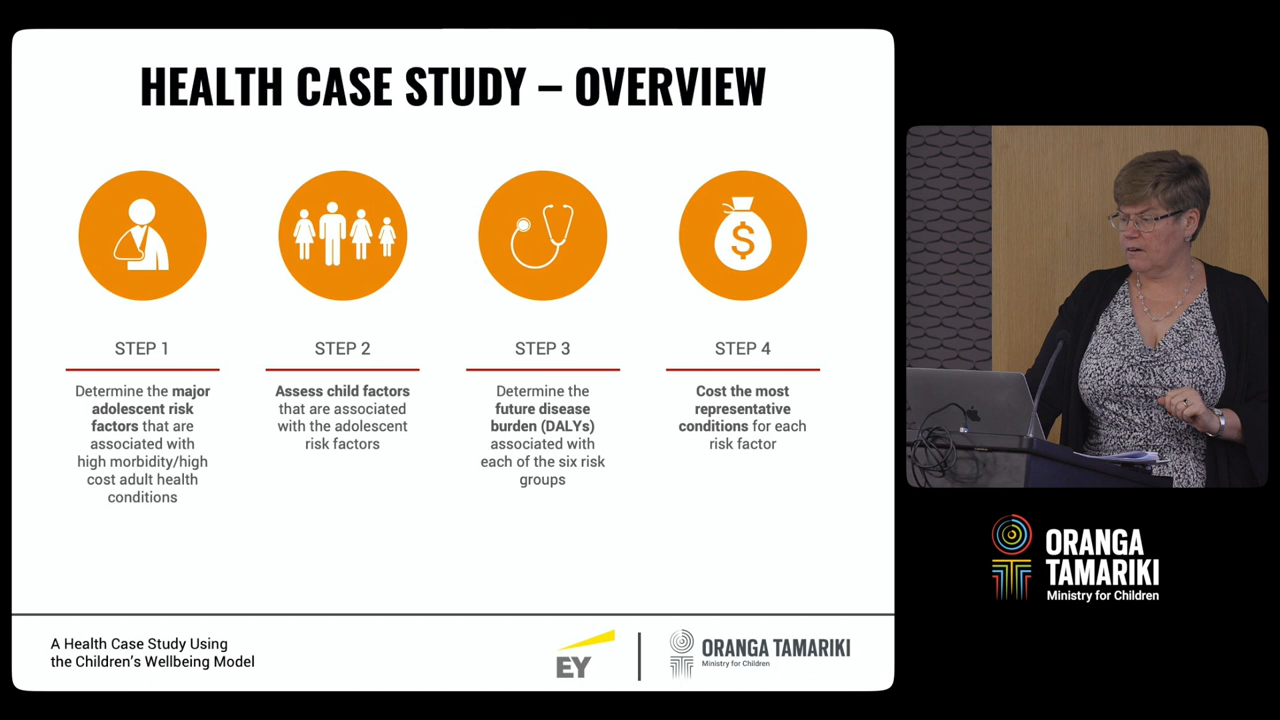 HEALTH CASE STUDY – OVERVIEW
STEP 1
Determine the major
adolescent risk
factors that are
associated with
high morbidity/high
cost adult health
conditions
STEP 2
Assess child factors
that are associated
with the adolescent
risk factors
STEP 3
Determine the
future disease
burden (DALYs)
associated with
each of the six risk
groups
STEP 4
Cost the most
representative
conditions for each
risk factor
$
A Health Case Study Using
the Children's Wellbeing Model
EY
ORANGA TAMARIKI
Ministry for Children
ORANGA
TAMARIKI
Ministry for Children